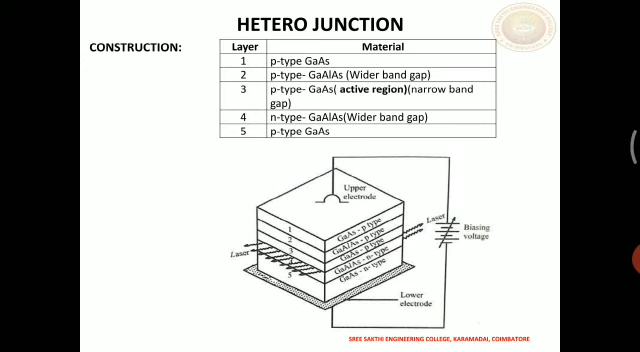 HETERO JUNCTION
CONSTRUCTION:
Layer Material
1 p-type GaAs
2 p-type- GaAlAs (Wider band gap)
3 p-type- GaAs( active region)(narrow band
gap)
4 n-type- GaAlAs(Wider band gap)
5 p-type GaAs
Upper
electrode
1
2
3
4
5
GaAs - p type
GaAlAs - p type
GaAs - p type
GaAlAs - n- type
GaAs - n- type
Laser
Laser
Biasing
voltage
Lower
electrode
SREE SAKTHI ENGINEERING COLLEGE, KARAMADAI, COIMBATORE